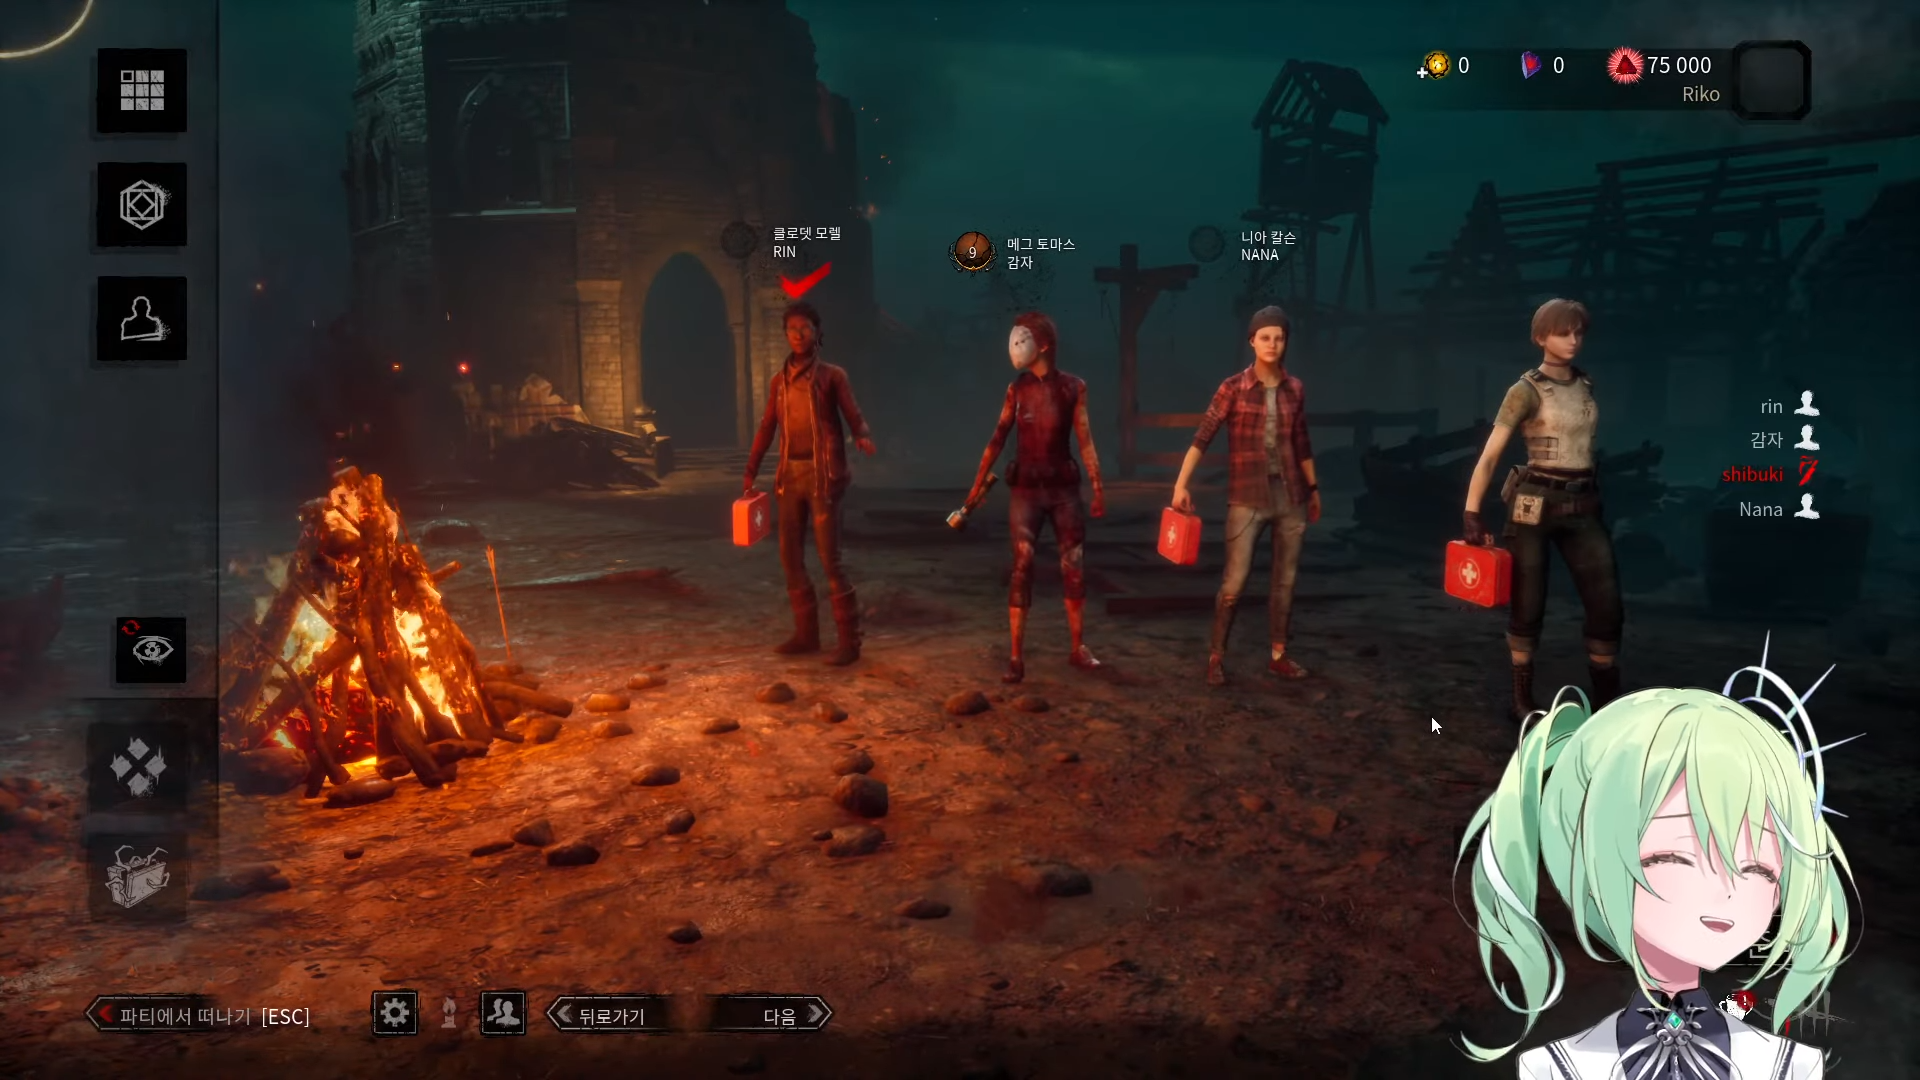 0
0
75 000
Riko
클로뎃 모렐
RIN
9
메그 토마스
감자
니아 칼슨
NANA
rin
감자
shibuki
Nana
파티에서 떠나기 [ESC]
뒤로가기
다음